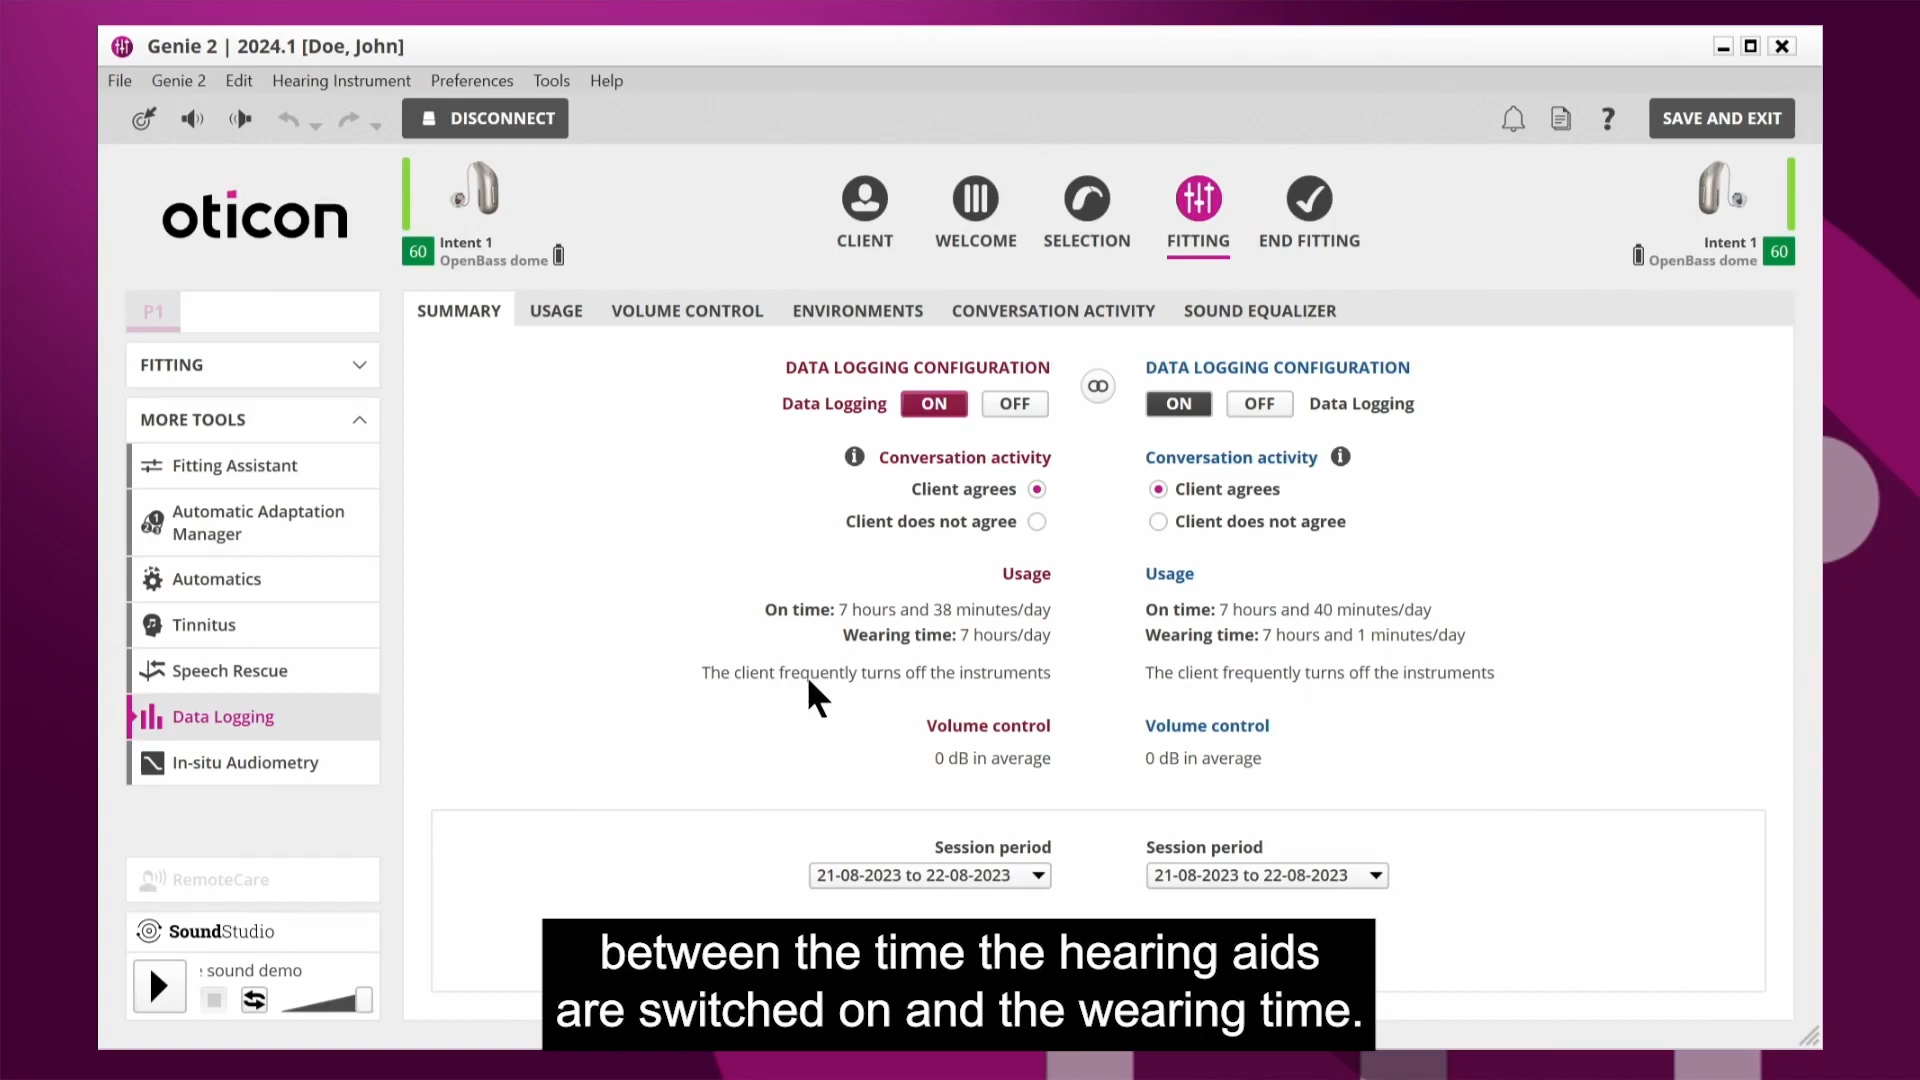 Genie 2 | 2024.1 [Doe, John]
File Genie 2 Edit Hearing Instrument Preferences Tools Help
DISCONNECT
? SAVE AND EXIT
oticon
60 Intent 1
OpenBass dome
CLIENT WELCOME SELECTION FITTING END FITTING
Intent 1 60
OpenBass dome
P1
FITTING
MORE TOOLS
Fitting Assistant
Automatic Adaptation
Manager
Automatics
Tinnitus
Speech Rescue
Data Logging
In-situ Audiometry
RemoteCare
SoundStudio
sound demo
SUMMARY USAGE VOLUME CONTROL ENVIRONMENTS CONVERSATION ACTIVITY SOUND EQUALIZER
DATA LOGGING CONFIGURATION
Data Logging ON OFF
Conversation activity
Client agrees
Client does not agree
Usage
On time: 7 hours and 38 minutes/day
Wearing time: 7 hours/day
The client frequently turns off the instruments
Volume control
0 dB in average
Session period
21-08-2023 to 22-08-2023
DATA LOGGING CONFIGURATION
ON OFF Data Logging
Conversation activity
Client agrees
Client does not agree
Usage
On time: 7 hours and 40 minutes/day
Wearing time: 7 hours and 1 minutes/day
The client frequently turns off the instruments
Volume control
0 dB in average
Session period
21-08-2023 to 22-08-2023
between the time the hearing aids
are switched on and the wearing time.